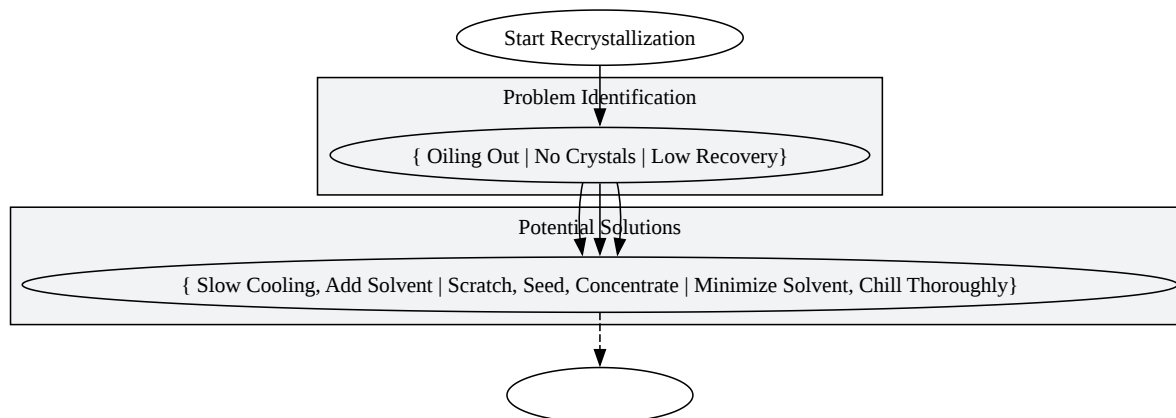 Start Recrystallization
Problem Identification
{ Oiling Out | No Crystals | Low Recovery}
Potential Solutions
{ Slow Cooling, Add Solvent | Scratch, Seed, Concentrate | Minimize Solvent, Chill Thoroughly}